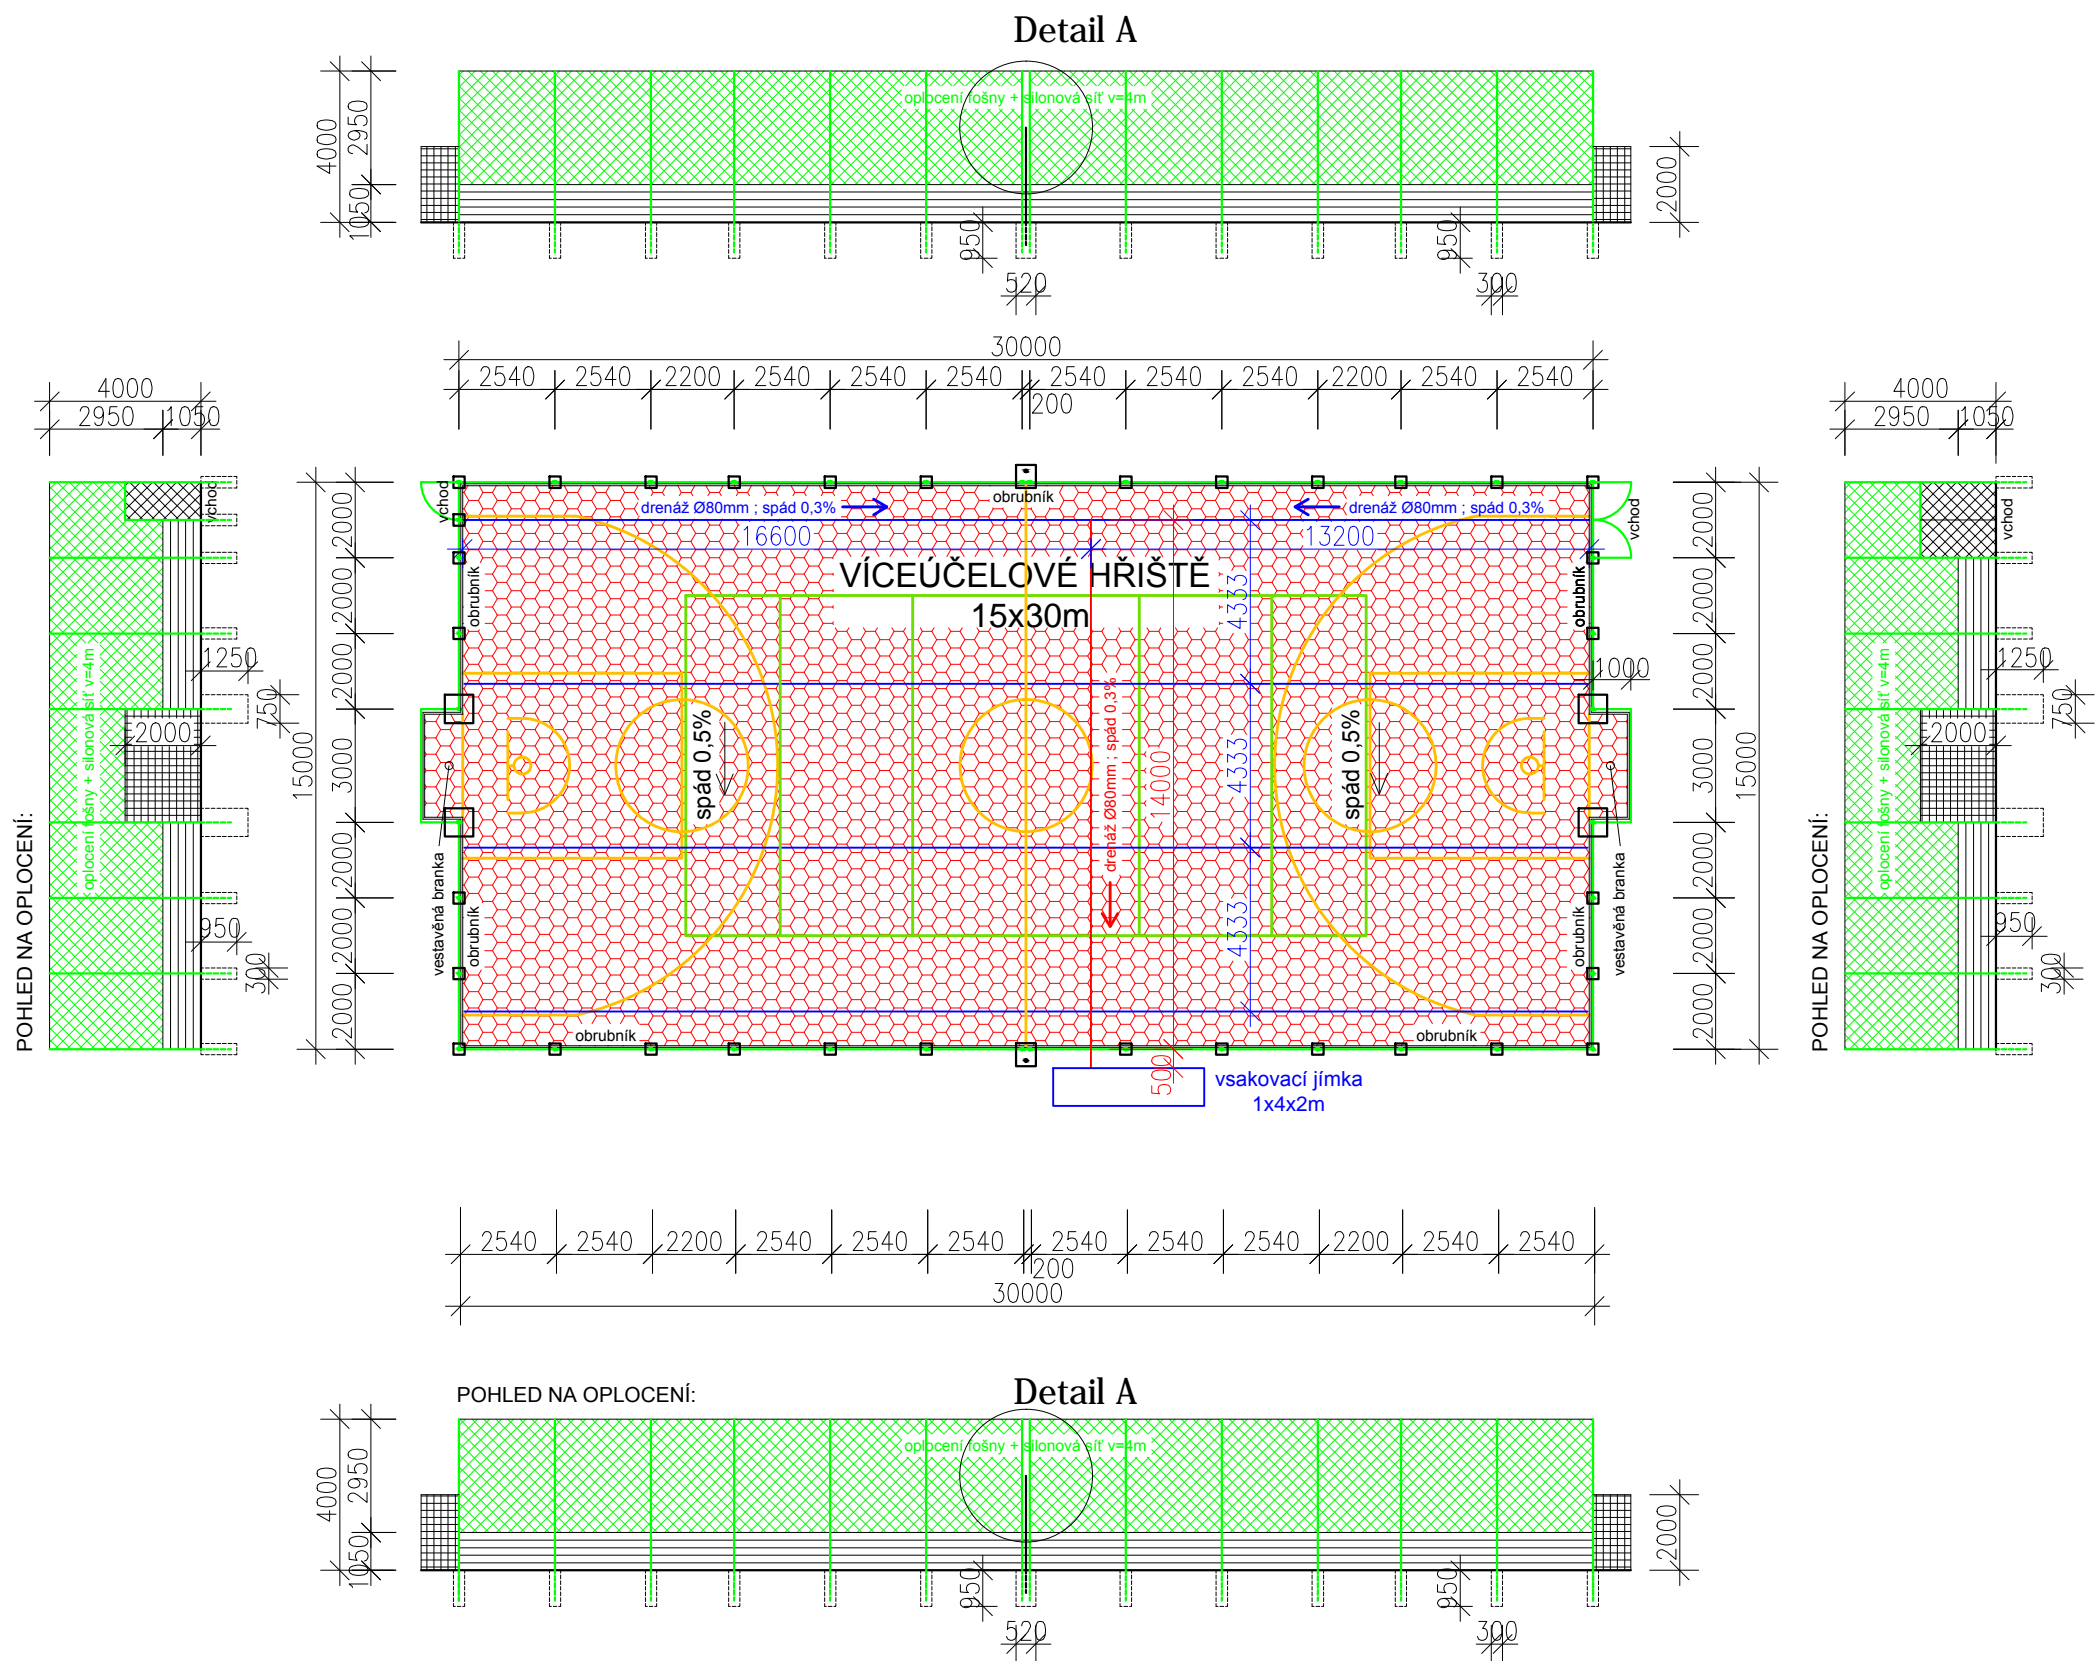 Detail A
oplocení fošny + silonová síť v=4m
4000
2950
1050
2000
950
950
520
300
30000
2540
2540
2200
2540
2540
2540
2540
2540
2540
2200
2540
2540
200
4000
2950
1050
4000
2950
1050
vchod
vchod
obrubník
vchod
vchod
drenáž Ø80mm ; spád 0,3%
drenáž Ø80mm ; spád 0,3%
16600
13200
VÍCEÚČELOVÉ HŘIŠTĚ
15x30m
obrubník
obrubník
4333
4333
4333
1000
POHLED NA OPLOCENÍ:
oplocení fošny + silonová síť v=4m
1250
750
2000
950
300
15000
2000
2000
2000
3000
2000
2000
2000
spád 0,5%
drenáž Ø80mm ; spád 0,3%
14000
spád 0,5%
vestavěná branka
obrubník
obrubník
vestavěná branka
2000
2000
2000
3000
2000
2000
2000
15000
POHLED NA OPLOCENÍ:
oplocení fošny + silonová síť v=4m
1250
750
2000
950
300
obrubník
obrubník
500
vsakovací jímka
1x4x2m
2540
2540
2200
2540
2540
2540
2540
2540
2540
2200
2540
2540
200
30000
POHLED NA OPLOCENÍ:
Detail A
oplocení fošny + silonová síť v=4m
4000
2950
1050
2000
950
950
520
300